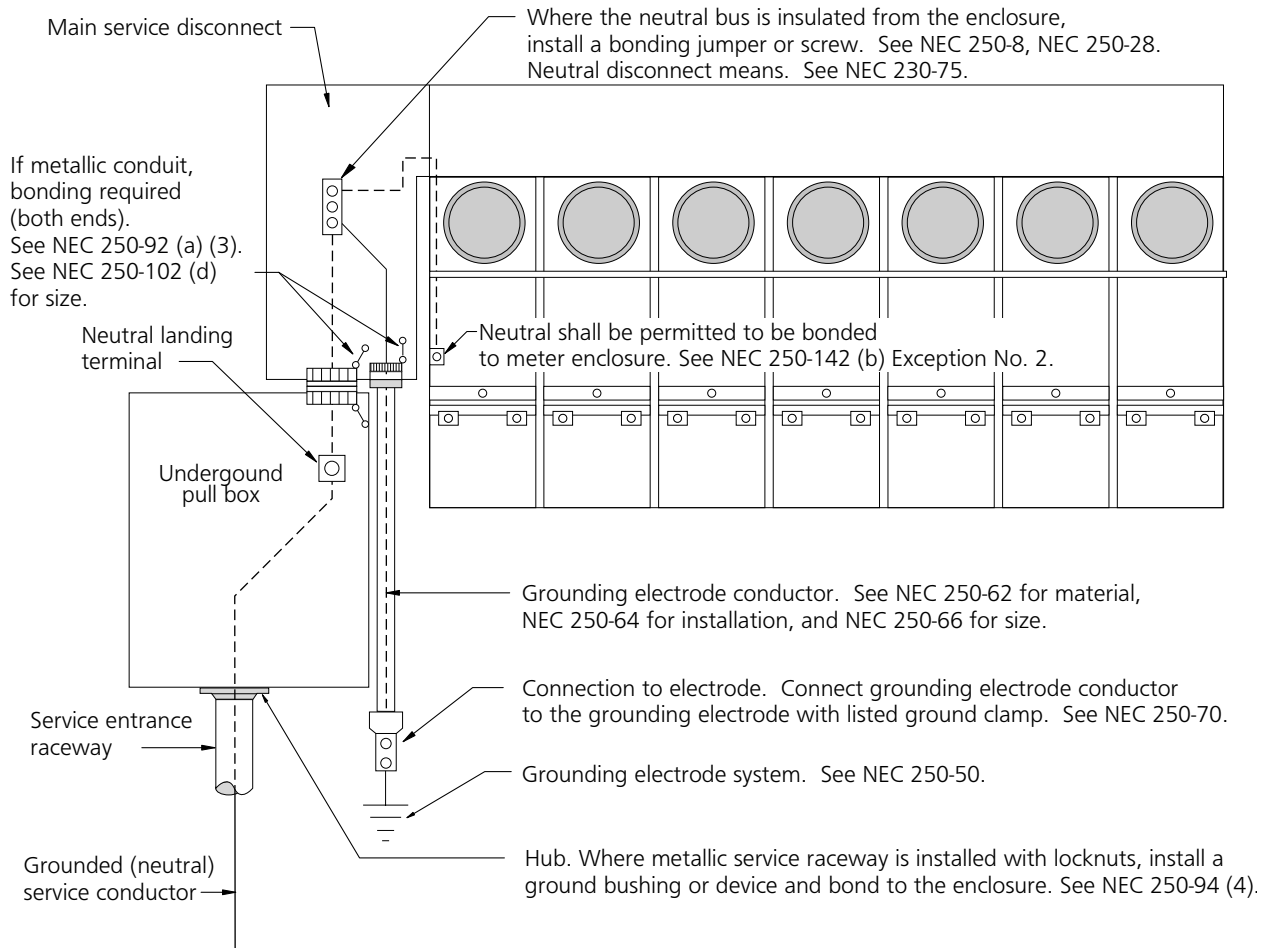 Main service disconnect
Where the neutral bus is insulated from the enclosure,
install a bonding jumper or screw. See NEC 250-8, NEC 250-28.
Neutral disconnect means. See NEC 230-75.
If metallic conduit,
bonding required
(both ends).
See NEC 250-92 (a) (3).
See NEC 250-102 (d)
for size.
Neutral landing
terminal
Neutral shall be permitted to be bonded
to meter enclosure. See NEC 250-142 (b) Exception No. 2.
Undergound
pull box
Grounding electrode conductor. See NEC 250-62 for material,
NEC 250-64 for installation, and NEC 250-66 for size.
Connection to electrode. Connect grounding electrode conductor
to the grounding electrode with listed ground clamp. See NEC 250-70.
Service entrance
raceway
Grounding electrode system. See NEC 250-50.
Grounded (neutral)
service conductor
Hub. Where metallic service raceway is installed with locknuts, install a
ground bushing or device and bond to the enclosure. See NEC 250-94 (4).